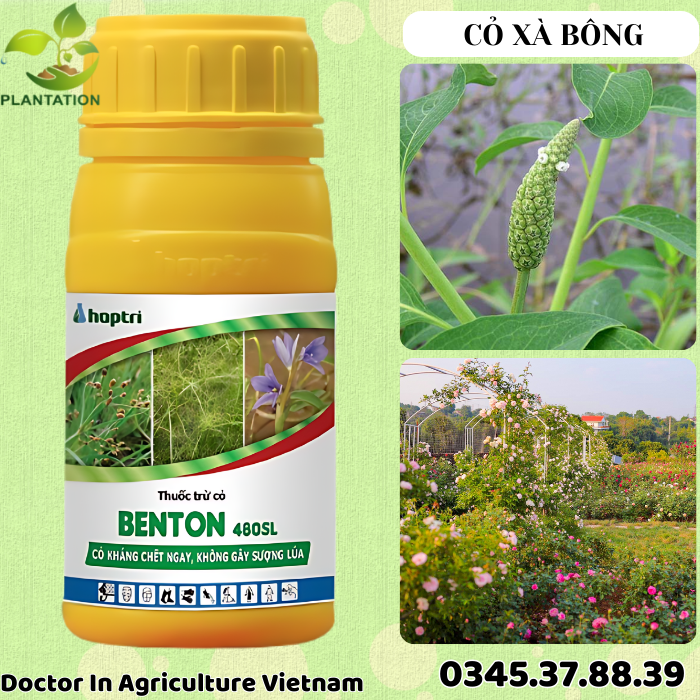 PLANTATION
CỎ XÀ BÔNG
hoptri
hoptri
Thuốc trừ cỏ
BENTON 480SL
CỎ KHÁNG CHẾT NGAY, KHÔNG GÂY SƯỢNG LÚA
Doctor In Agriculture Vietnam
0345.37.88.39